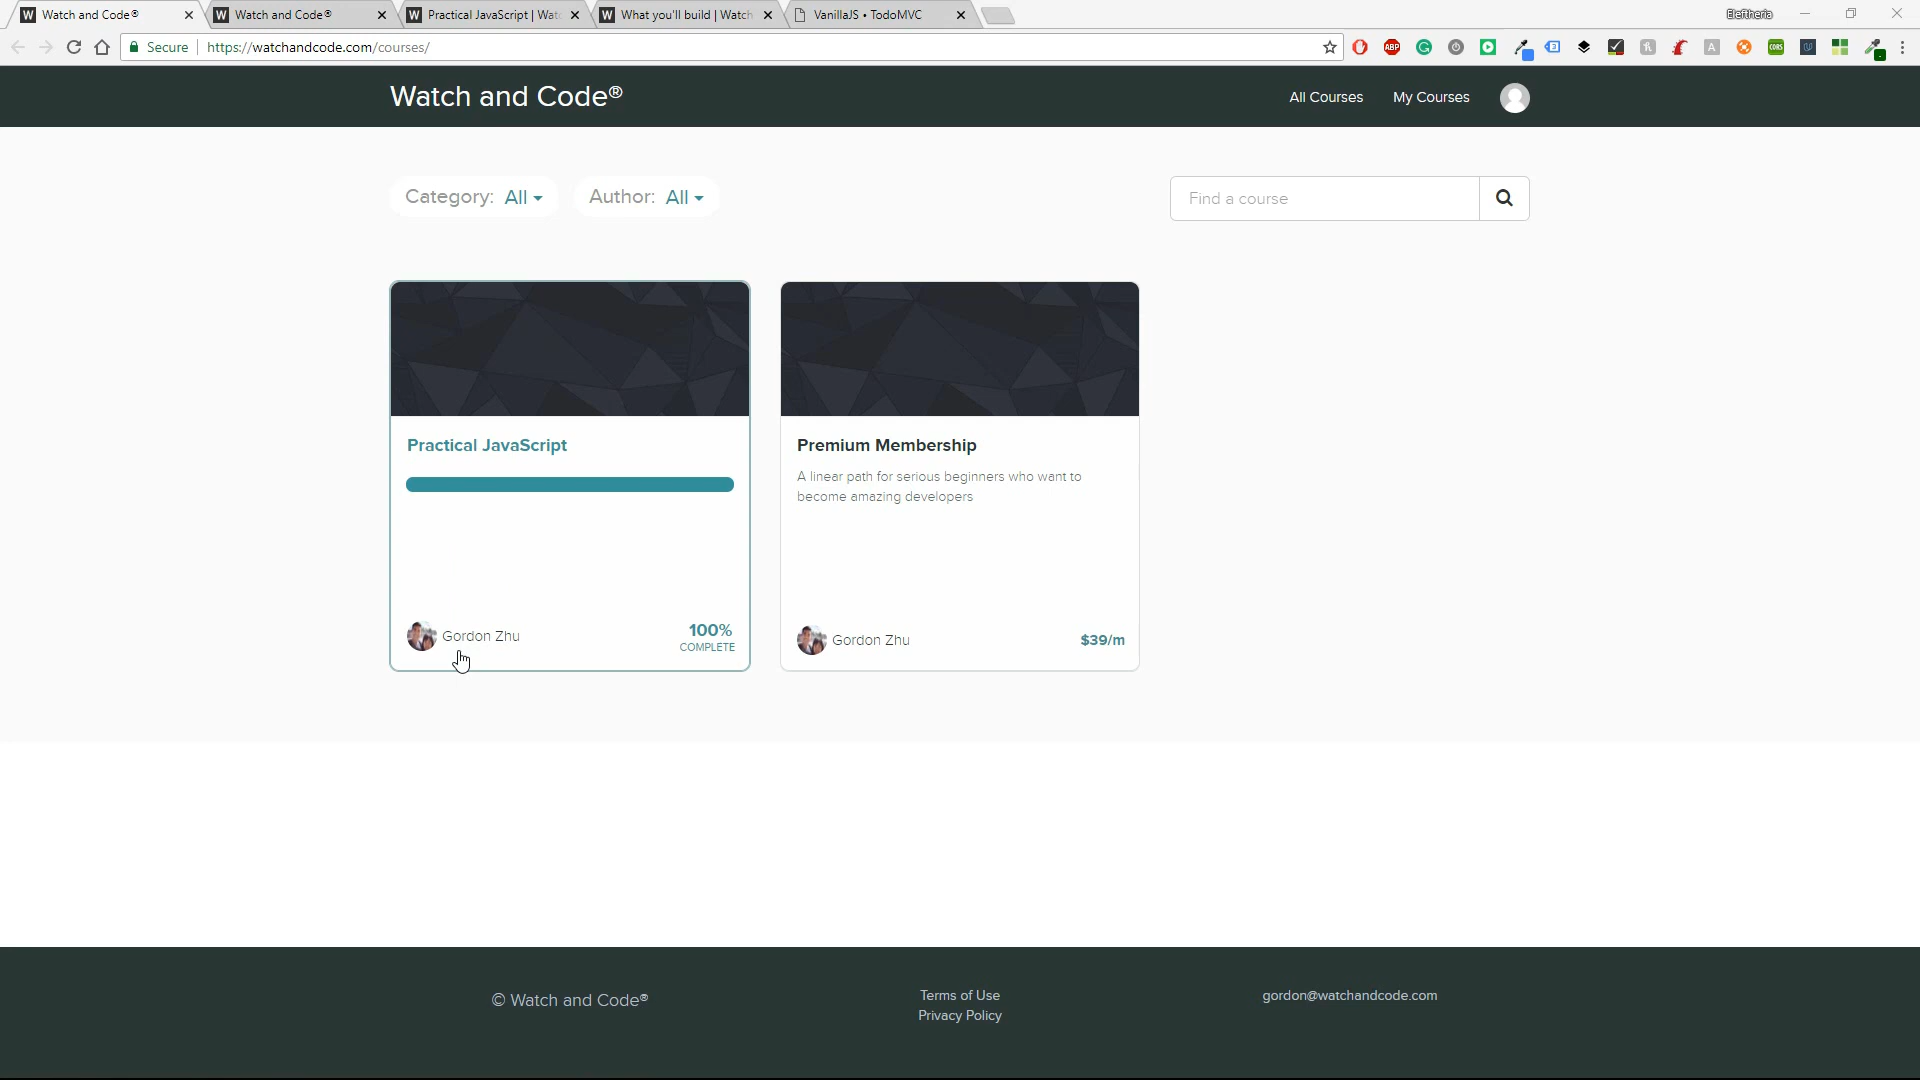 Watch and Code®
Watch and Code®
Practical JavaScript | Wat
What you'll build | Watch
VanillaJS • TodoMVC
Eleftheria
Secure
https://watchandcode.com/courses/
ABP
CORS
Watch and Code®
All Courses
My Courses
Category: All
Author: All
Find a course
Practical JavaScript
Gordon Zhu
100%
COMPLETE
Premium Membership
A linear path for serious beginners who want to
become amazing developers
Gordon Zhu
$39/m
© Watch and Code®
Terms of Use
Privacy Policy
gordon@watchandcode.com